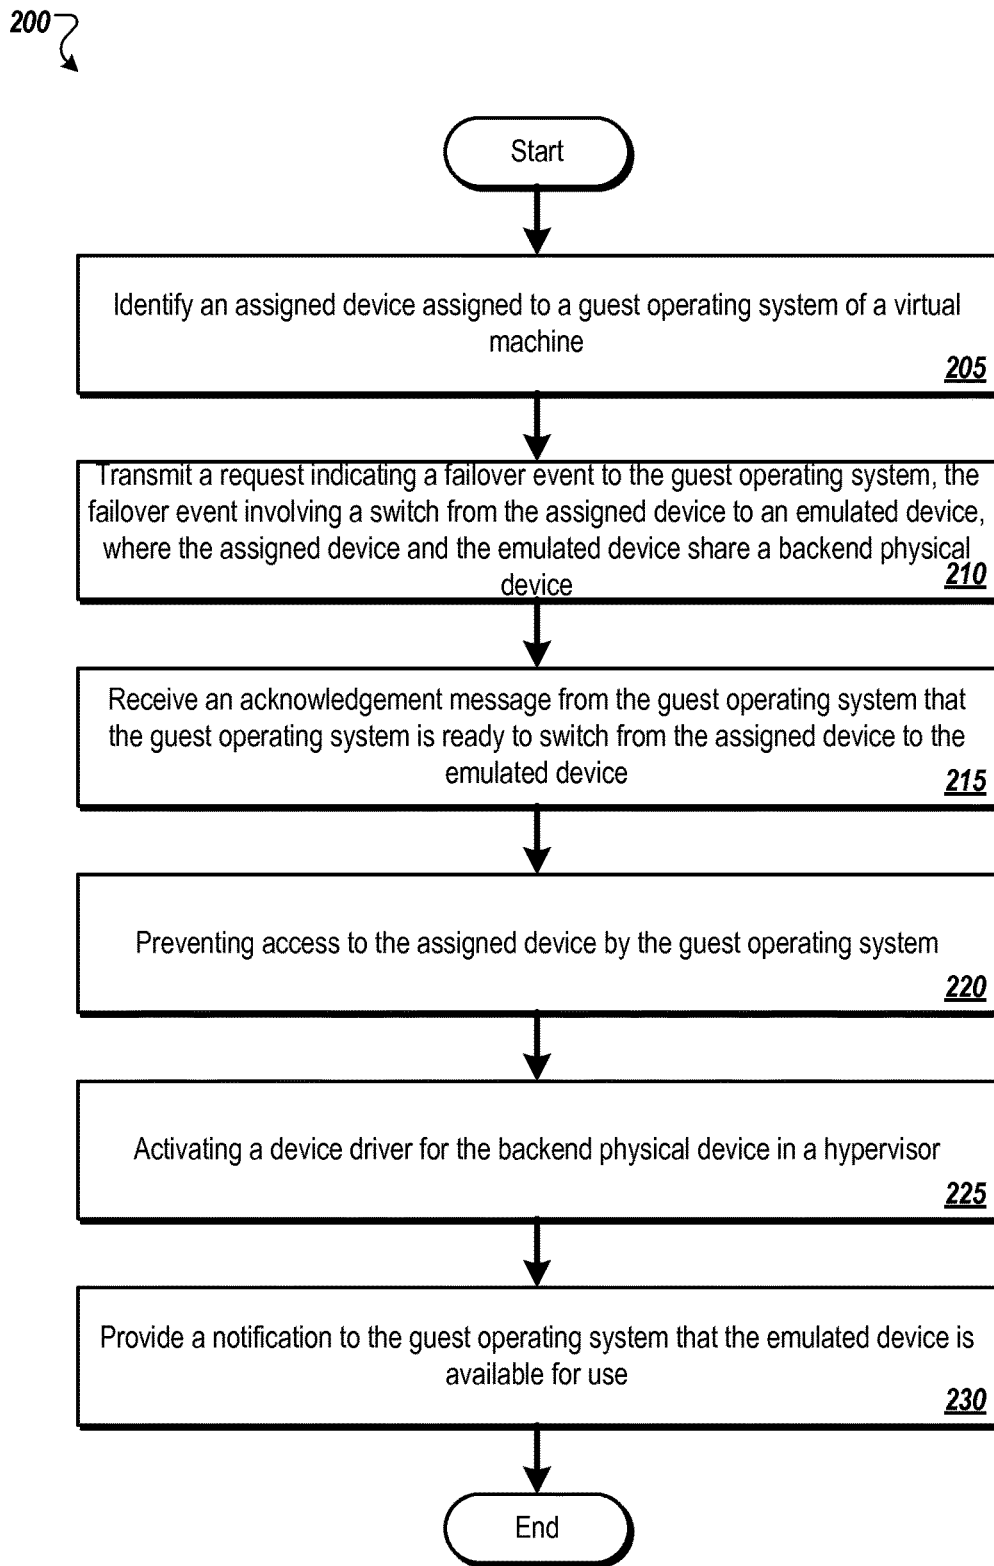 200
Start
Identify an assigned device assigned to a guest operating system of a virtual
machine
205
Transmit a request indicating a failover event to the guest operating system, the
failover event involving a switch from the assigned device to an emulated device,
where the assigned device and the emulated device share a backend physical
device
210
Receive an acknowledgement message from the guest operating system that
the guest operating system is ready to switch from the assigned device to the
emulated device
215
Preventing access to the assigned device by the guest operating system
220
Activating a device driver for the backend physical device in a hypervisor
225
Provide a notification to the guest operating system that the emulated device is
available for use
230
End